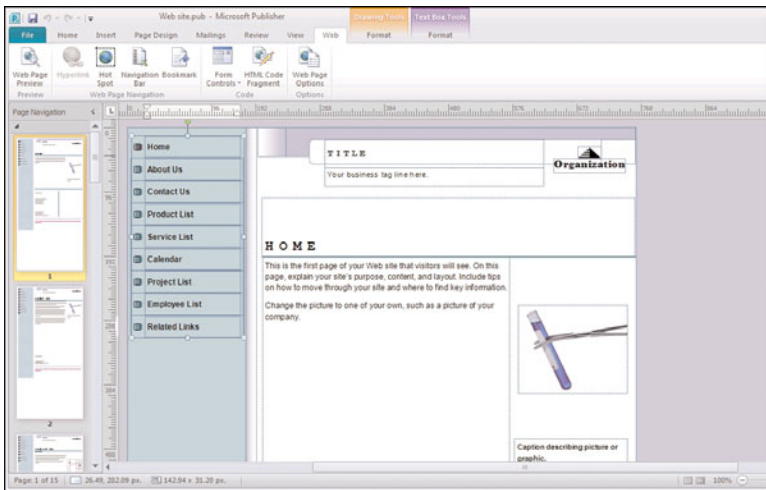 Web site.pub - Microsoft Publisher
Drawing Tools
Text Box Tools
File Home Insert Page Design Mailings Review View Web Format Format
Web Page Preview
Hyperlink
Hot Spot
Navigation Bar
Bookmark
Form Controls
HTML Code Fragment
Web Page Options
Preview
Web Page Navigation
Code
Options
Page Navigation
Home
About Us
Contact Us
Product List
Service List
Calendar
Project List
Employee List
Related Links
TITLE
Your business tag line here.
Organization
HOME
This is the first page of your Web site that visitors will see. On this
page, explain your site's purpose, content, and layout. Include tips
on how to move through your site and where to find key information.
Change the picture to one of your own, such as a picture of your
company.
Caption describing picture or
graphic.
1
2
Page: 1 of 15
26.49, 202.09 px.
142.94 x 31.20 px.
100%